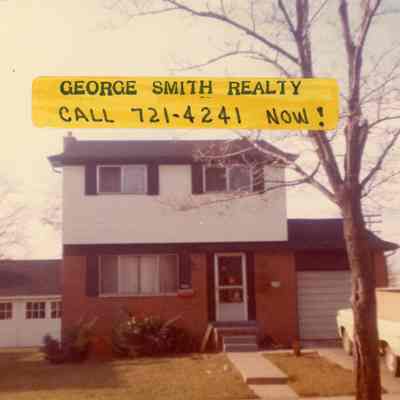 GEORGE SMITH REALTY
CALL 721-4241 NOW!